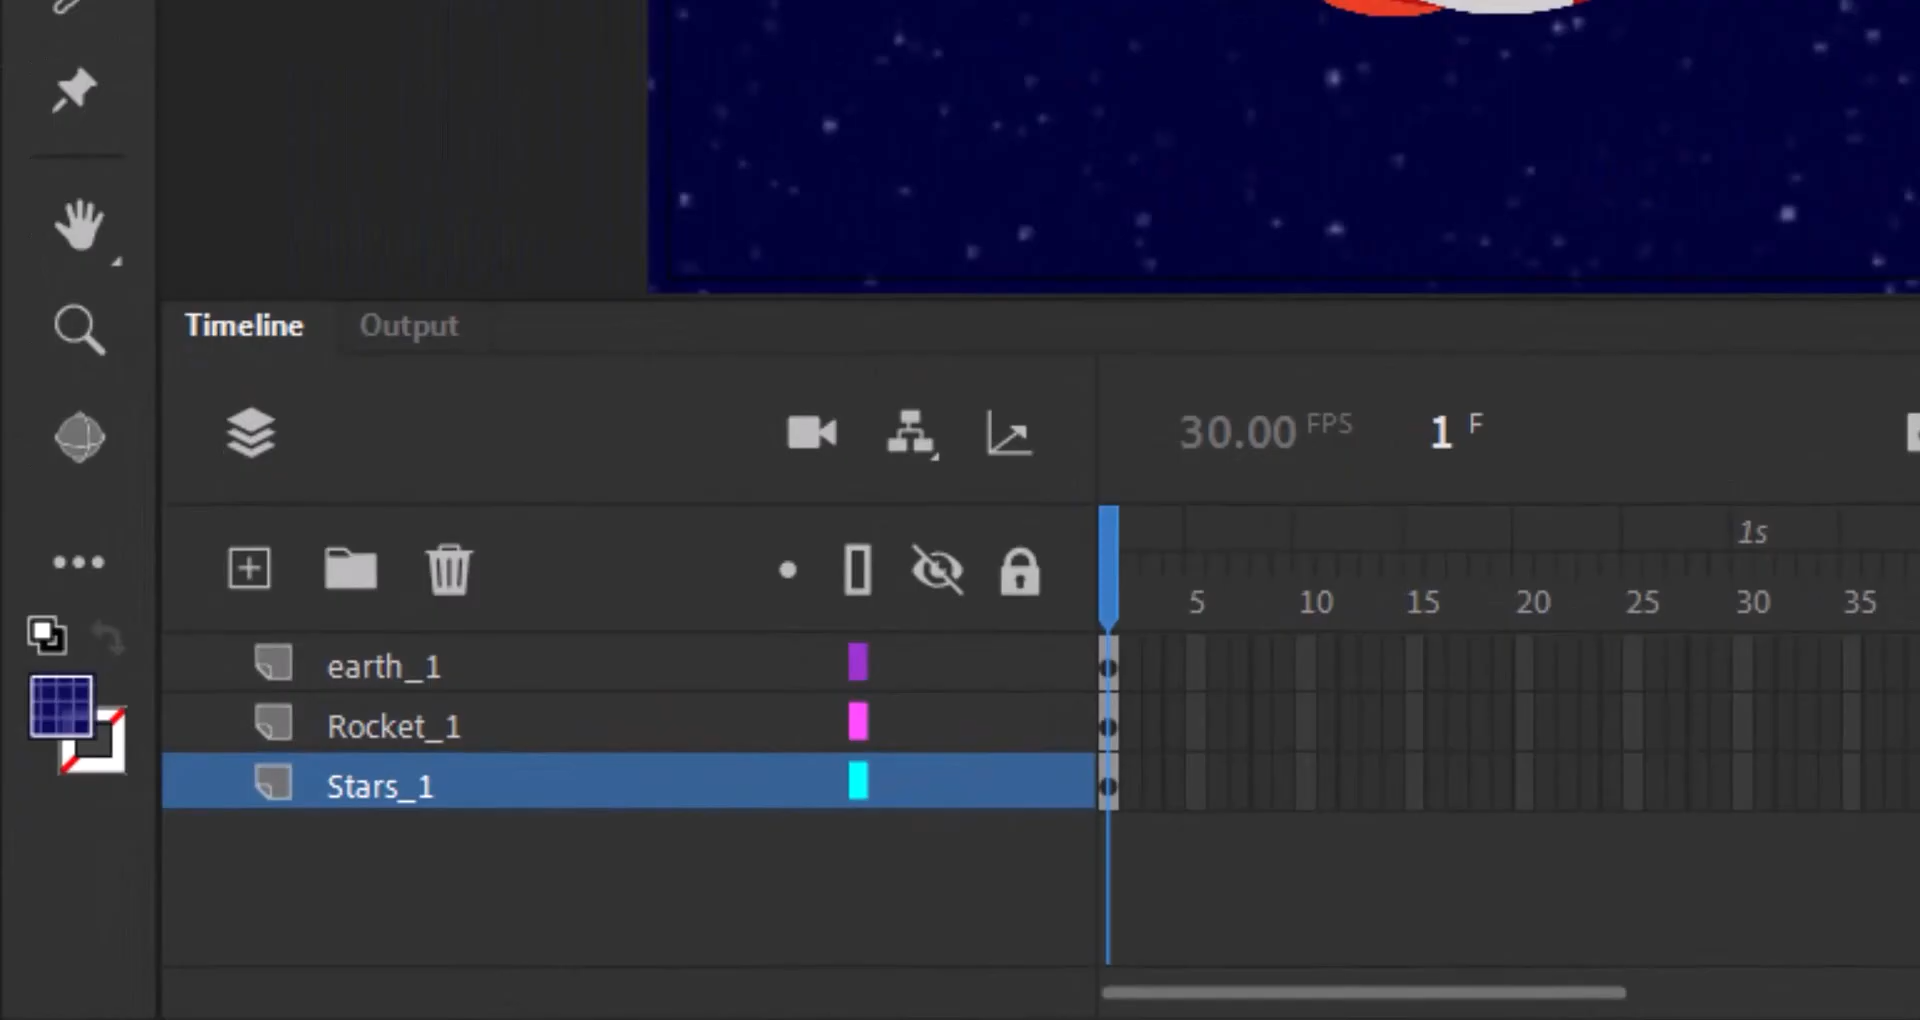 Timeline Output
30.00 FPS 1 F
1s
5 10 15 20 25 30 35
earth_1
Rocket_1
Stars_1